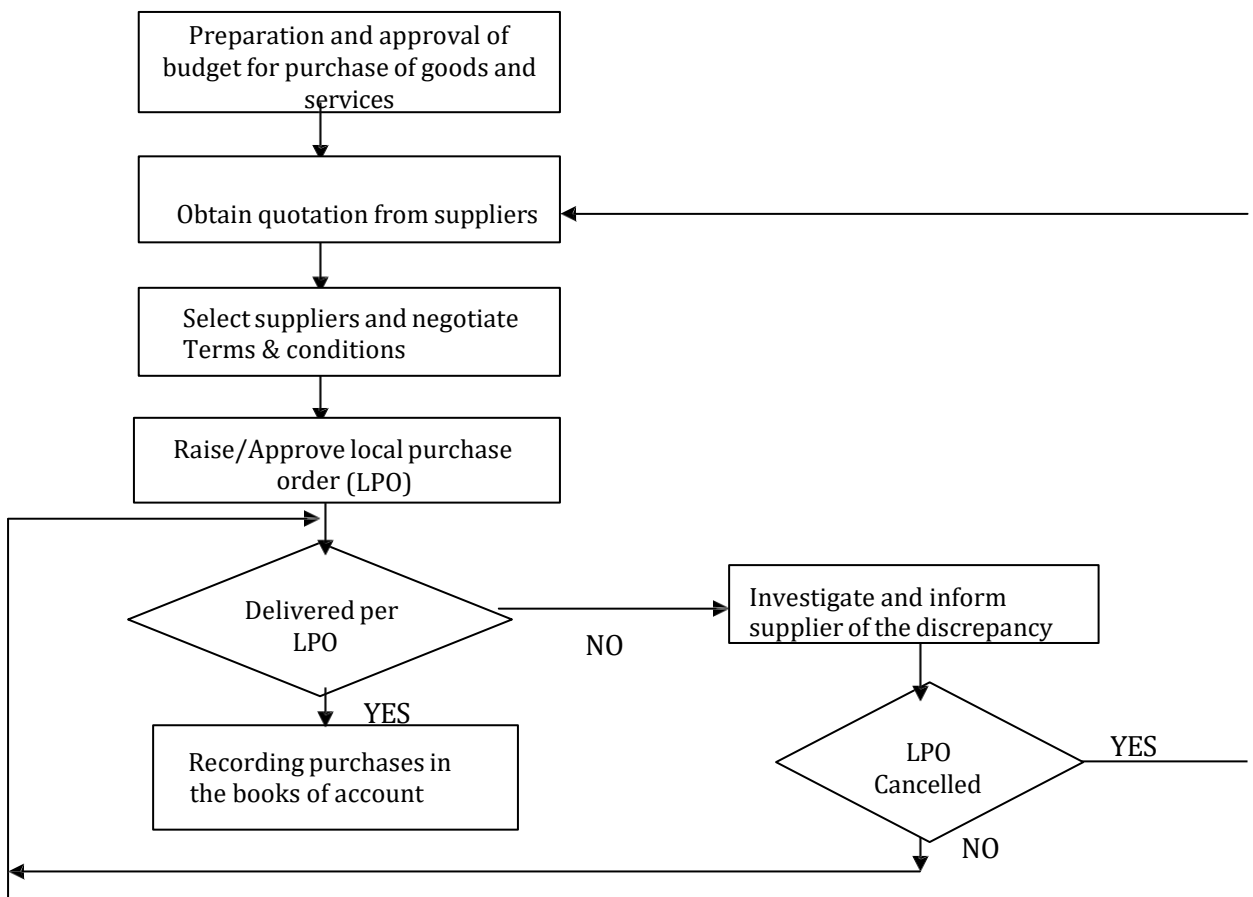 Preparation and approval of
budget for purchase of goods and
services
Obtain quotation from suppliers
Select suppliers and negotiate
Terms & conditions
Raise/Approve local purchase
order (LPO)
Delivered per
LPO
NO
Investigate and inform
supplier of the discrepancy
YES
Recording purchases in
the books of account
LPO
Cancelled
YES
NO